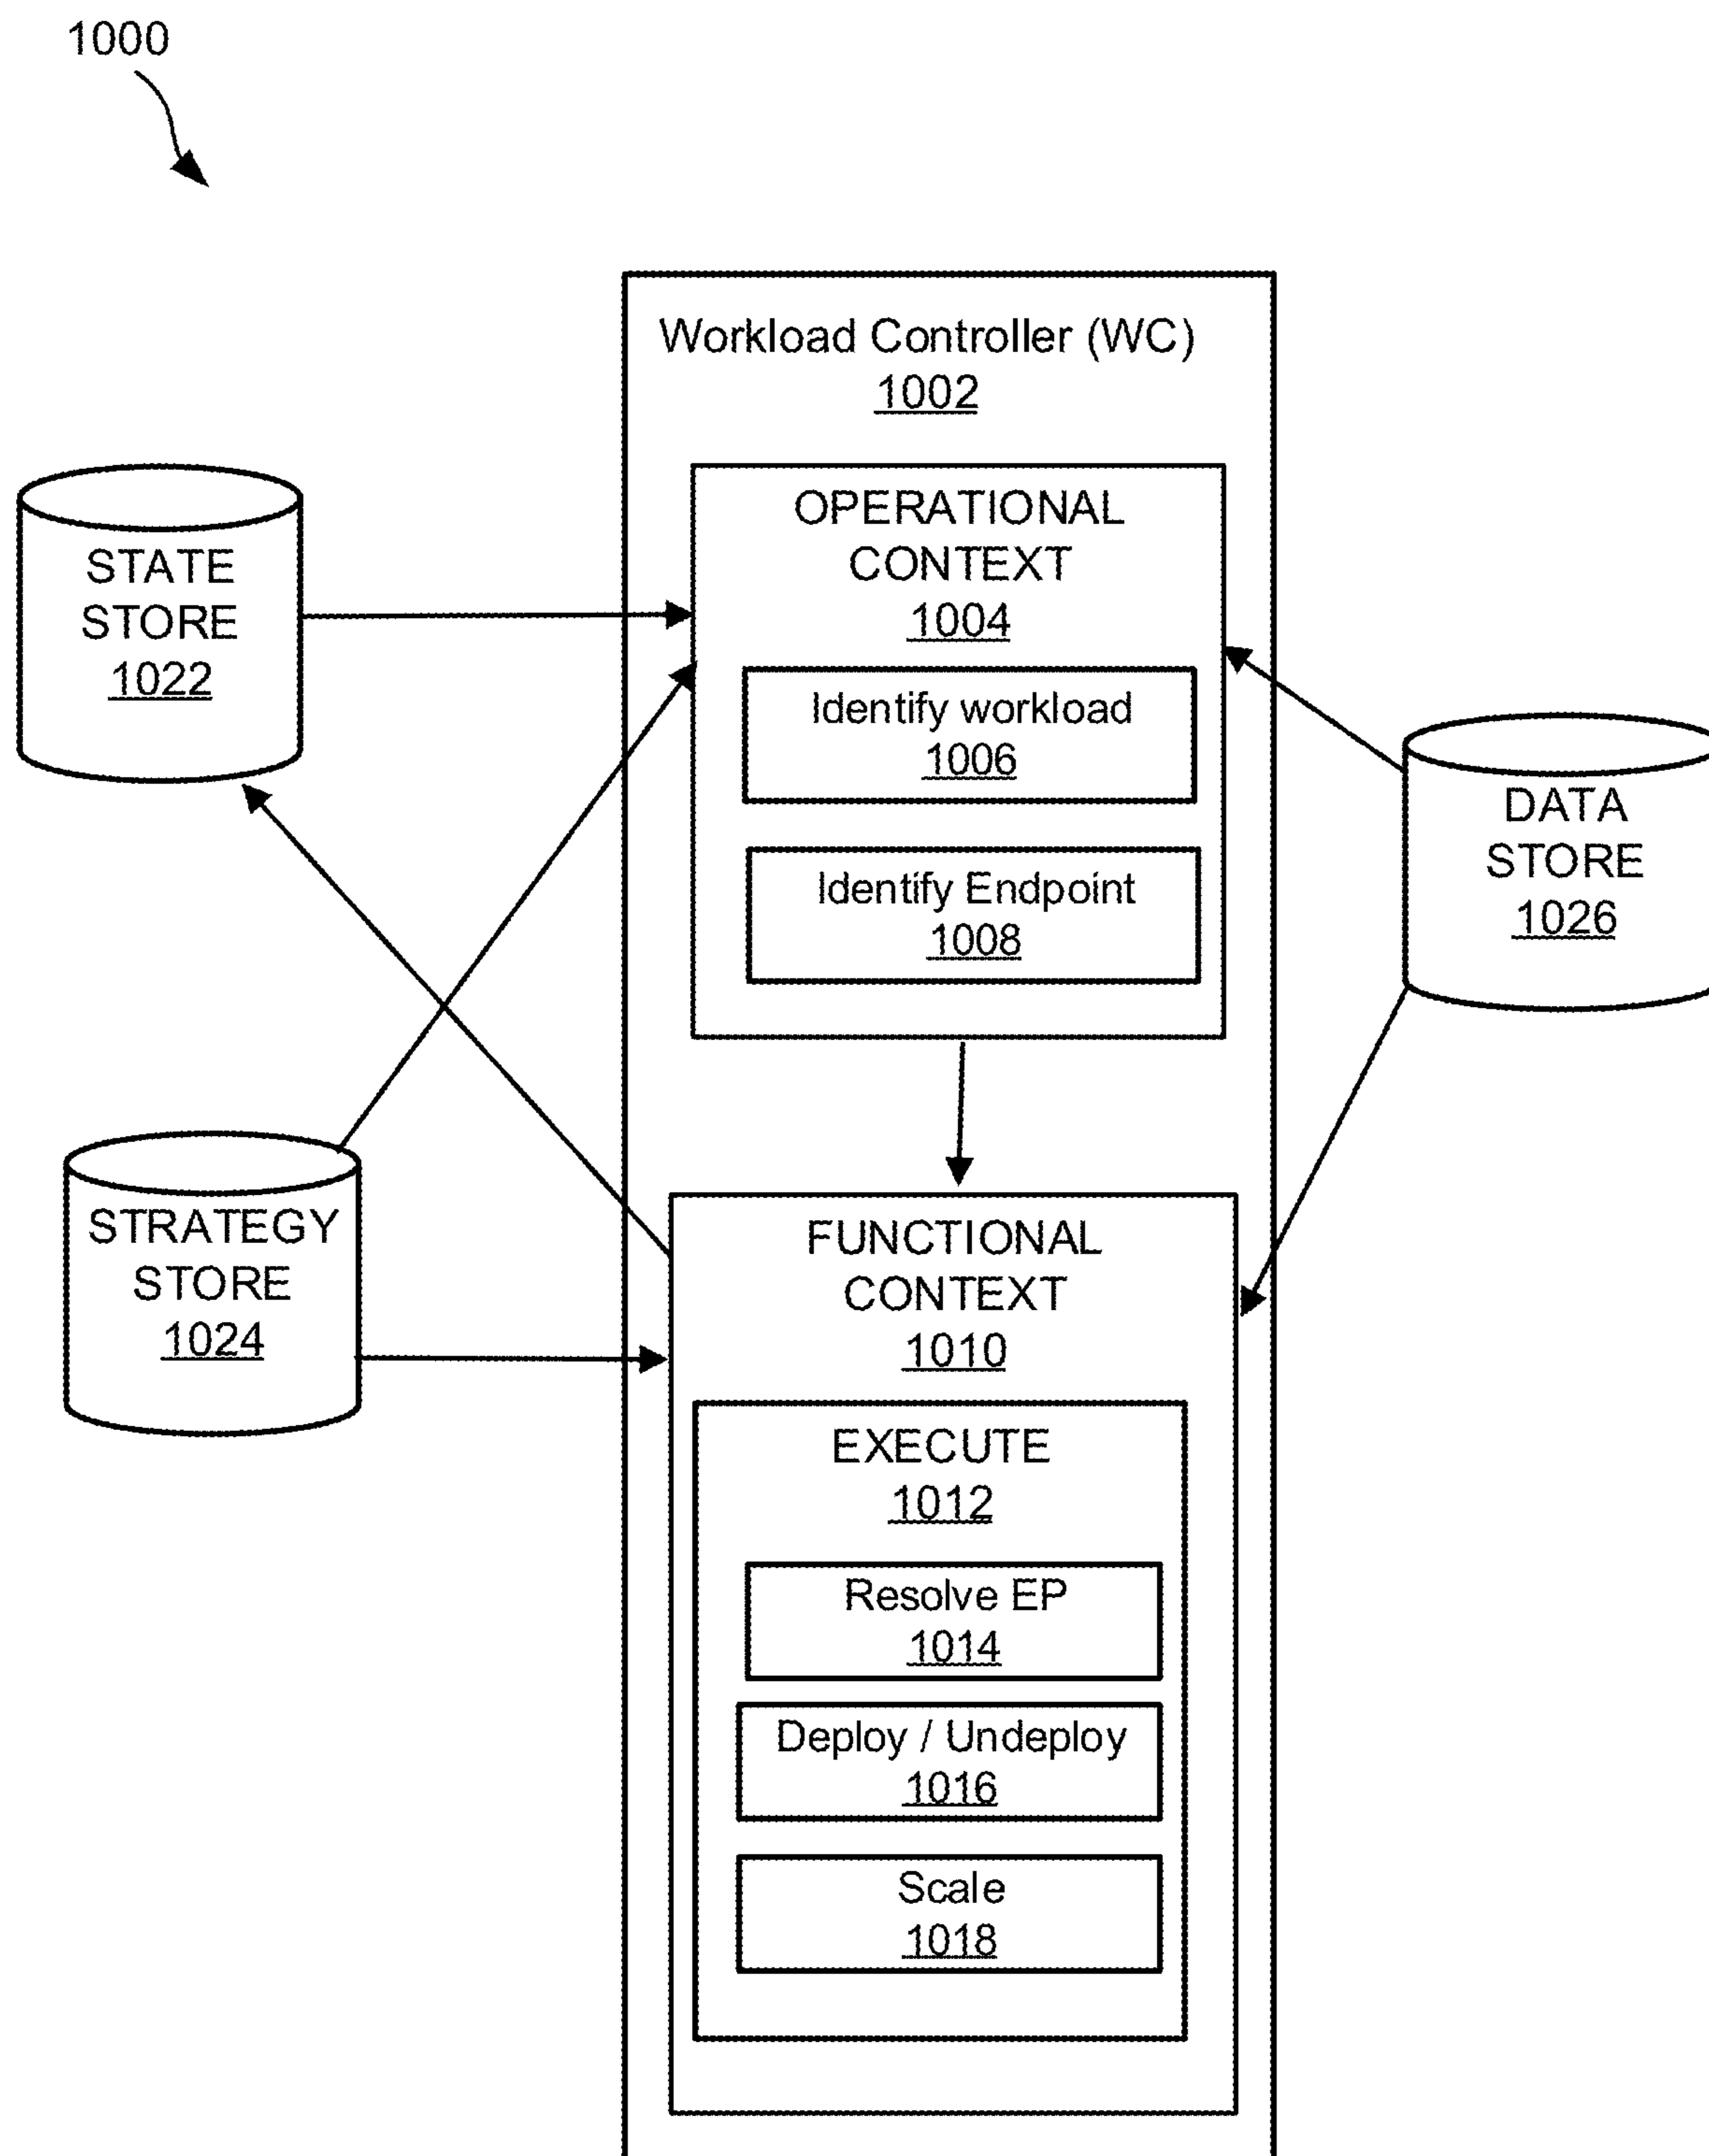 1000
Workload Controller (WC)
1002
OPERATIONAL
CONTEXT
1004
Identify workload
1006
Identify Endpoint
1008
STATE
STORE
1022
DATA
STORE
1026
STRATEGY
STORE
1024
FUNCTIONAL
CONTEXT
1010
EXECUTE
1012
Resolve EP
1014
Deploy / Undeploy
1016
Scale
1018